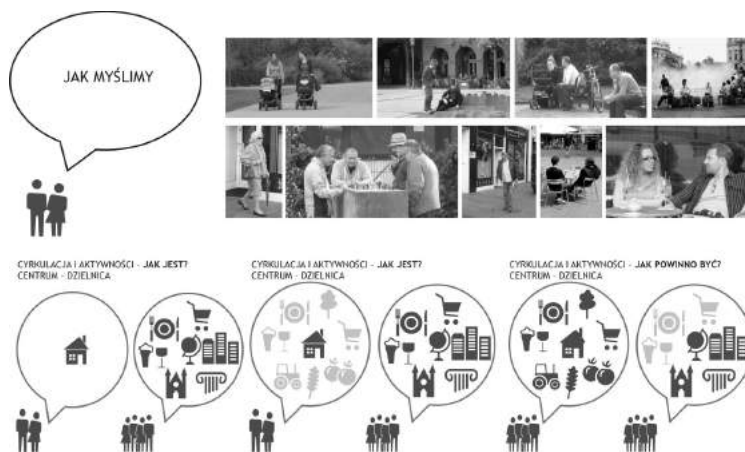 JAK MYŚLIMY
CYRKULACJA I AKTYWNOŚCI – JAK JEST?
CENTRUM – DZIELNICA
CYRKULACJA I AKTYWNOŚCI – JAK JEST?
CENTRUM – DZIELNICA
CYRKULACJA I AKTYWNOŚCI – JAK POWINNO BYĆ?
CENTRUM – DZIELNICA